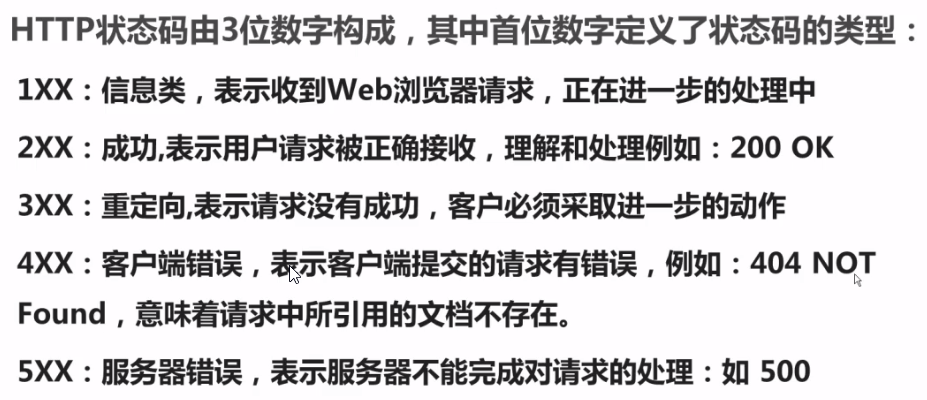 HTTP状态码由3位数字构成，其中首位数字定义了状态码的类型：
1XX：信息类，表示收到Web浏览器请求，正在进一步的处理中
2XX：成功,表示用户请求被正确接收，理解和处理例如：200 OK
3XX：重定向,表示请求没有成功，客户必须采取进一步的动作
4XX：客户端错误，表示客户端提交的请求有错误，例如：404 NOT
Found，意味着请求中所引用的文档不存在。
5XX：服务器错误，表示服务器不能完成对请求的处理：如 500